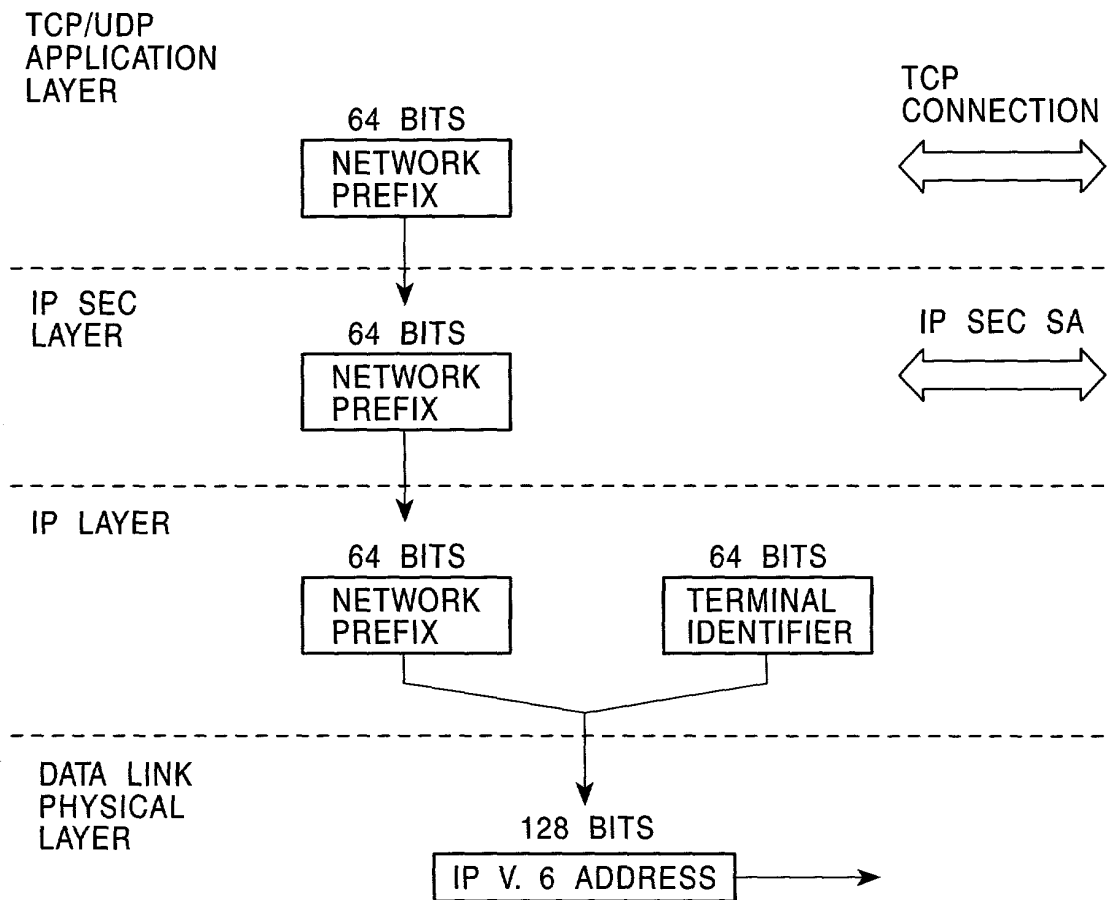 TCP/UDP
APPLICATION
LAYER
TCP
CONNECTION
64 BITS
NETWORK
PREFIX
IP SEC
LAYER
IP SEC SA
64 BITS
NETWORK
PREFIX
IP LAYER
64 BITS
NETWORK
PREFIX
64 BITS
TERMINAL
IDENTIFIER
DATA LINK
PHYSICAL
LAYER
128 BITS
IP V. 6 ADDRESS